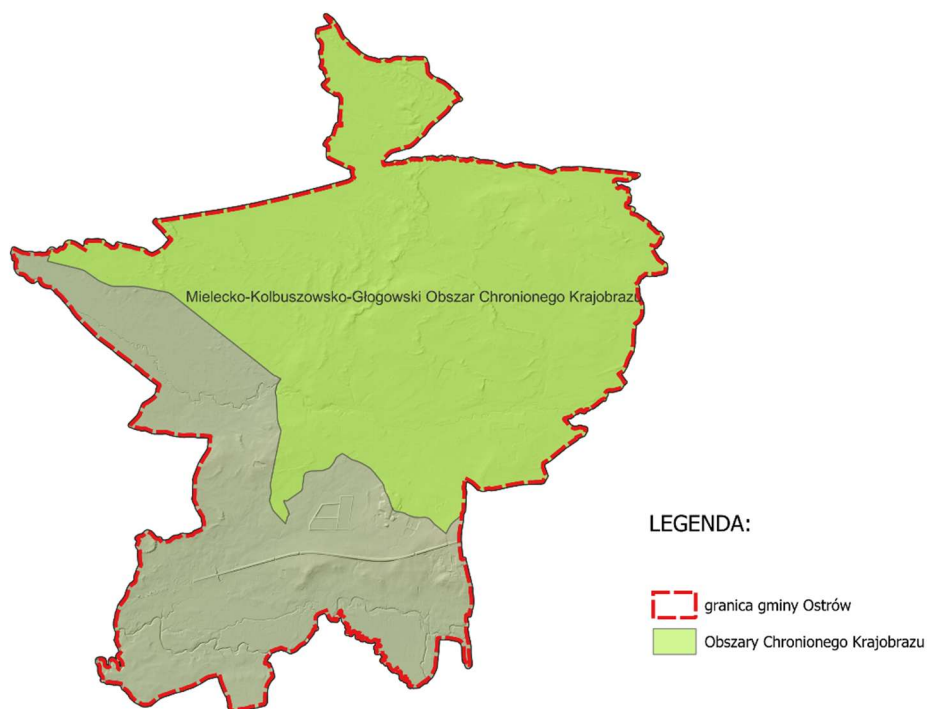 Mielecko-Kolbuszowsko-Głogowski Obszar Chronionego Krajobrazu
LEGENDA:
granica gminy Ostrów
Obszary Chronionego Krajobrazu